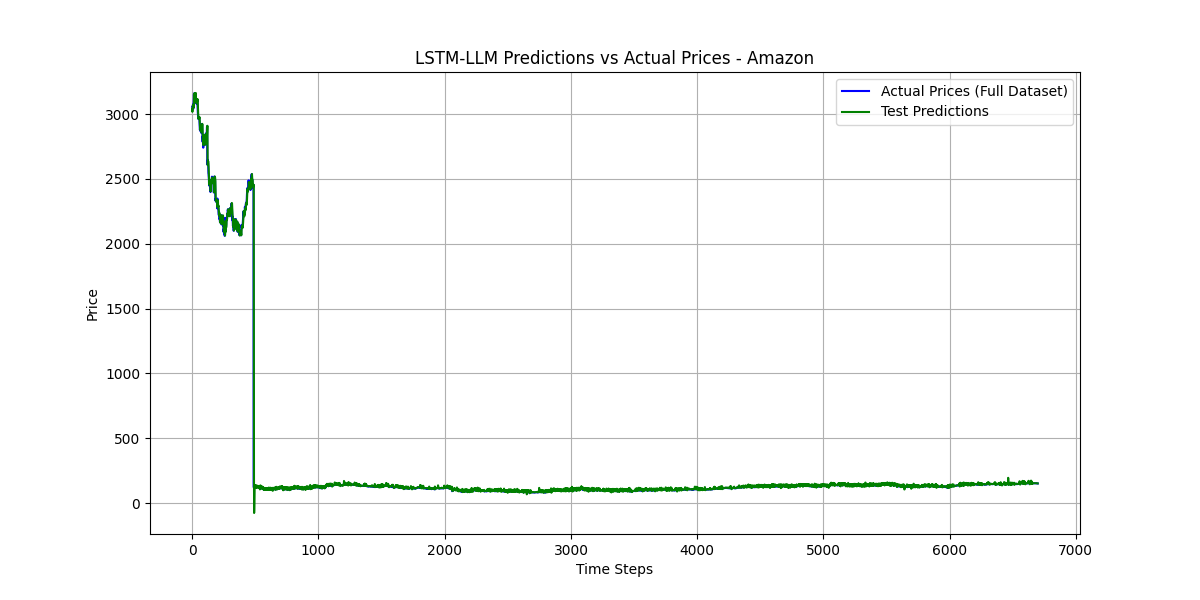 LSTM-LLM Predictions vs Actual Prices - Amazon
Actual Prices (Full Dataset)
Test Predictions
3000
2500
2000
1500
1000
500
0
Price
0 1000 2000 3000 4000 5000 6000 7000
Time Steps